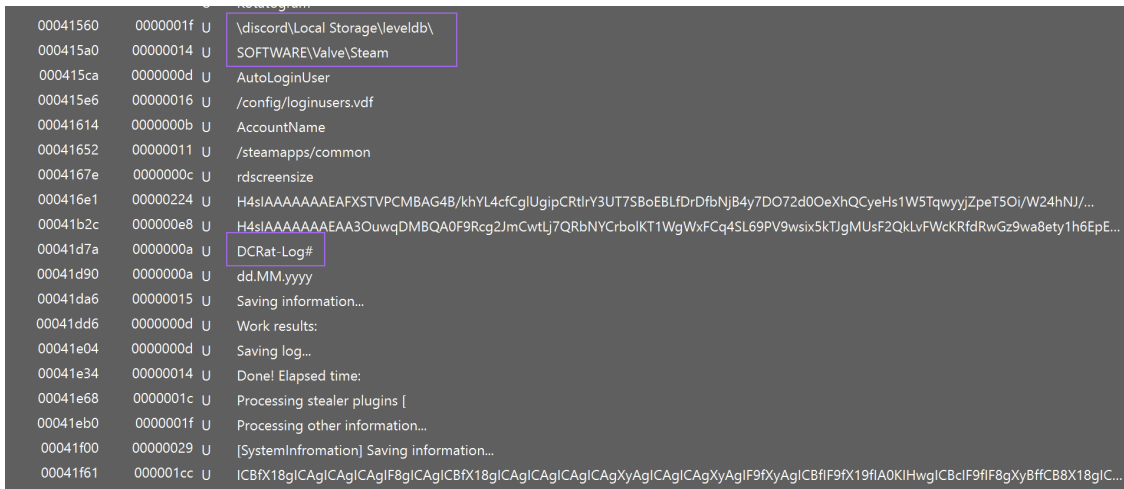 00041560 0000001f U \discord\Local Storage\leveldb\
000415a0 00000014 U SOFTWARE\Valve\Steam
000415ca 0000000d U AutoLoginUser
000415e6 00000016 U /config/loginusers.vdf
00041614 0000000b U AccountName
00041652 00000011 U /steamapps/common
0004167e 0000000c U rdscreensize
000416e1 00000224 U H4sIAAAAAAAEAFXSTVPCMBAG4B/khYL4cfCglUgipCRtlrY3UT7SBoEBLfDrDfbNjB4y7DO72d0OeXhQCyeHs1W5TqwyyjZpeT5Oi/W24hNJ/...
00041b2c 000000e8 U H4sIAAAAAAAEAA3OuwqDMBQA0F9Rcg2JmCwtLj7QRbNYCrbolKT1WgWxFCq4SL69PV9wsix5kTJgMUsF2QkLvFWcKRfdRwGz9wa8ety1h6EpE...
00041d7a 0000000a U DCRat-Log#
00041d90 0000000a U dd.MM.yyyy
00041da6 00000015 U Saving information...
00041dd6 0000000d U Work results:
00041e04 0000000d U Saving log...
00041e34 00000014 U Done! Elapsed time:
00041e68 0000001c U Processing stealer plugins [
00041eb0 0000001f U Processing other information...
00041f00 00000029 U [SystemInfromation] Saving information...
00041f61 000001cc U ICBfX18gICAgICAgICAgIF8gICAgICBfX18gICAgICAgICAgICAgXyAgICAgICAgXyAgIF9fXyAgICBfIF9fX19fIA0KIHwgICBcIF9fIF8gXyBffCB8X18gIC...